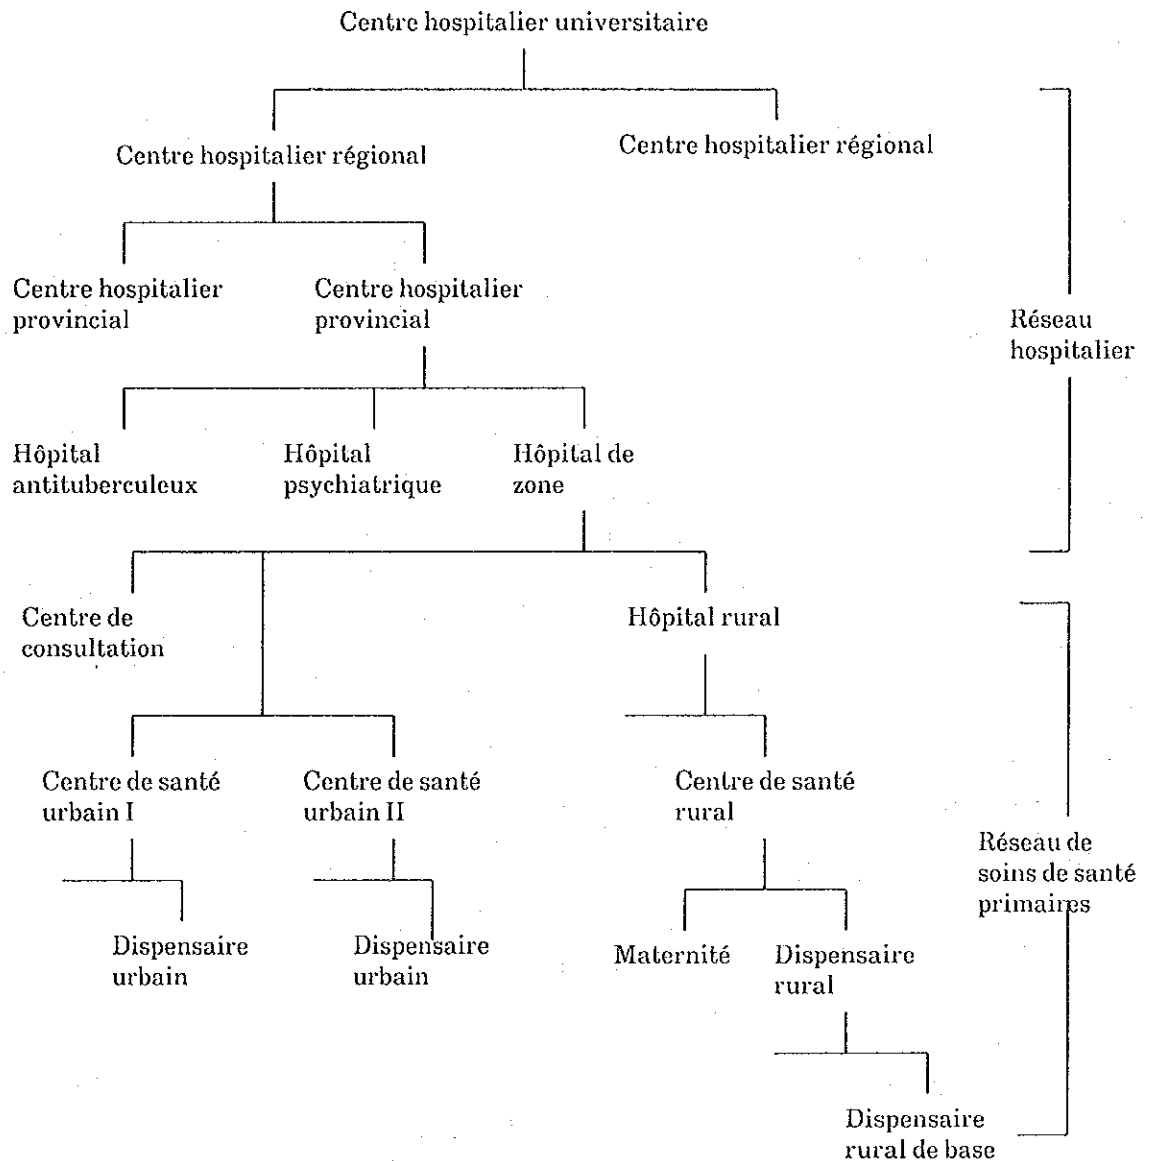 Centre hospitalier universitaire
Centre hospitalier régional
Centre hospitalier régional
Centre hospitalier
provincial
Centre hospitalier
provincial
Réseau
hospitalier
Hôpital
antituberculeux
Hôpital
psychiatrique
Hôpital de
zone
Centre de
consultation
Hôpital rural
Centre de santé
urbain I
Centre de santé
urbain II
Centre de santé
rural
Réseau de
soins de santé
primaires
Dispensaire
urbain
Dispensaire
urbain
Maternité
Dispensaire
rural
Dispensaire
rural de base